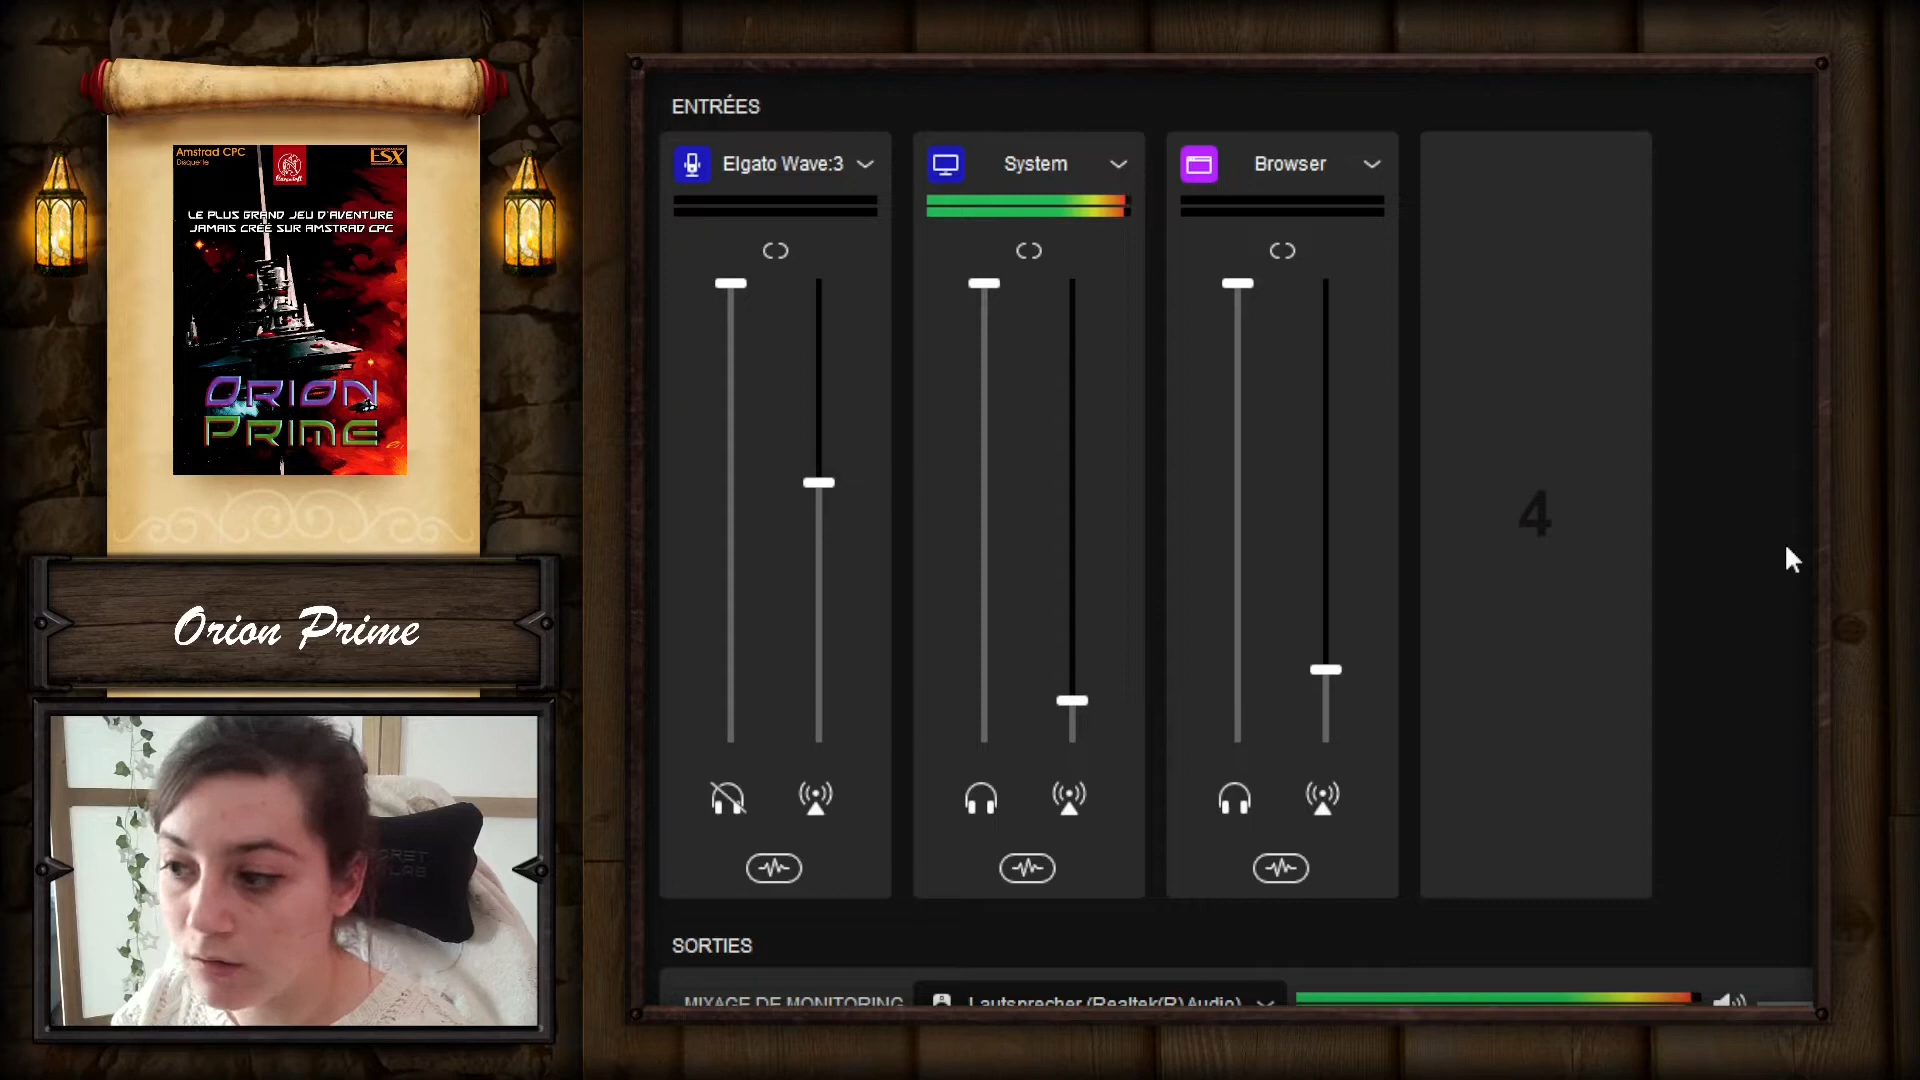 Amstrad CPC
Disquette
ESX
LE PLUS GRAND JEU D'AVENTURE
JAMAIS CRÉÉ SUR AMSTRAD CPC
ORION
PRIME
Orion Prime
ENTRÉES
Elgato Wave:3
System
Browser
4
SORTIES
MIXAGE DE MONITORING
Lautsprecher (Realtek(R) Audio)